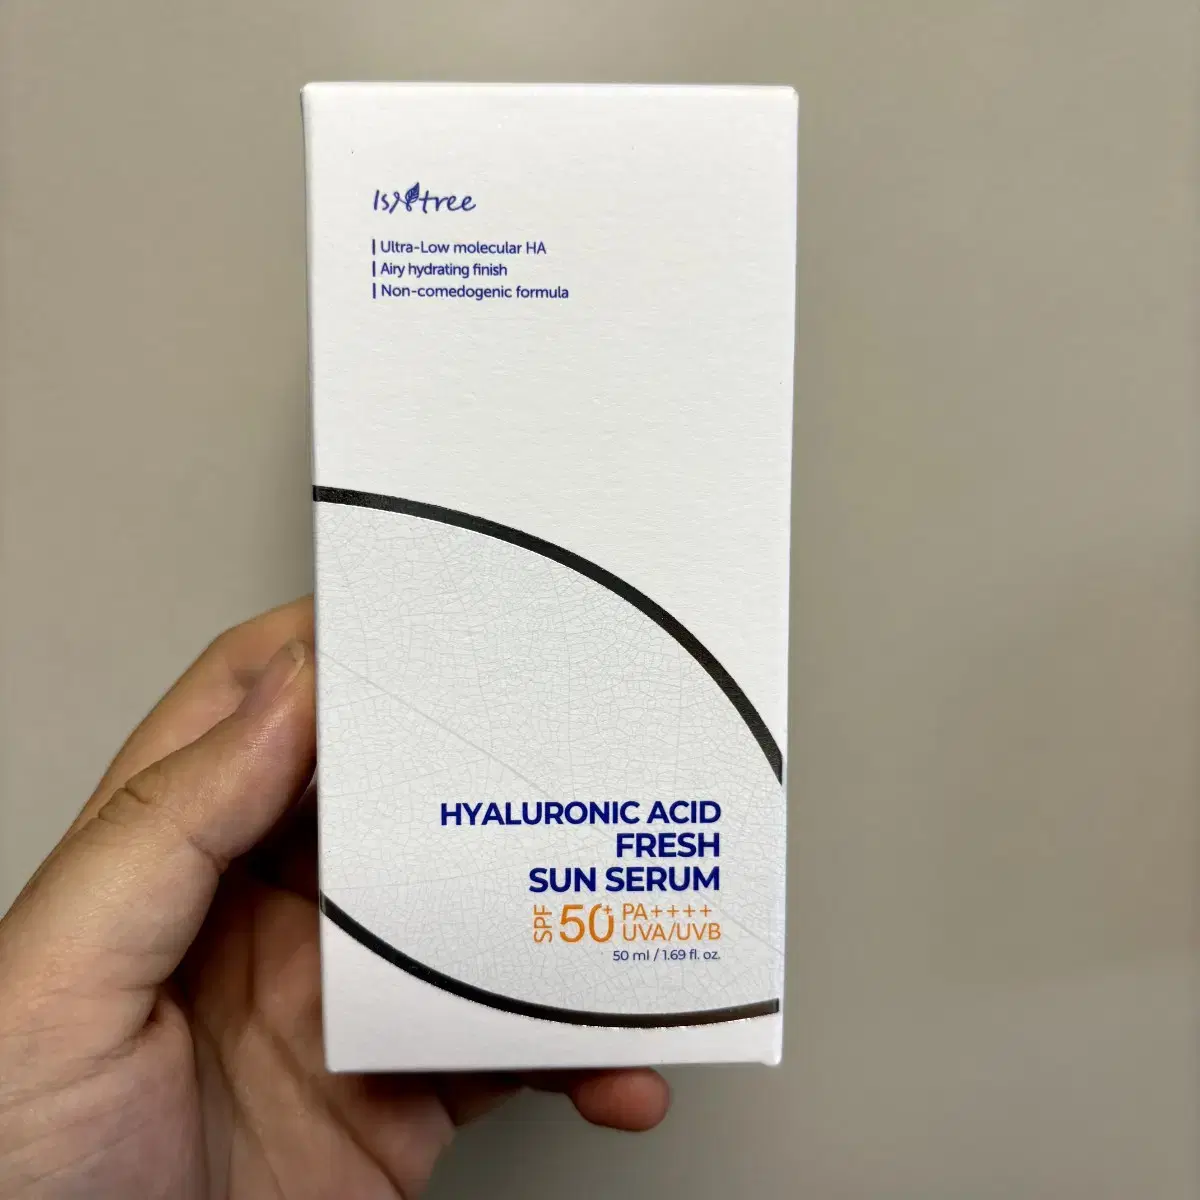 Isntree
| Ultra-Low molecular HA
| Airy hydrating finish
| Non-comedogenic formula
HYALURONIC ACID
FRESH
SUN SERUM
SPF 50+ PA++++
UVA/UVB
50 ml / 1.69 fl. oz.